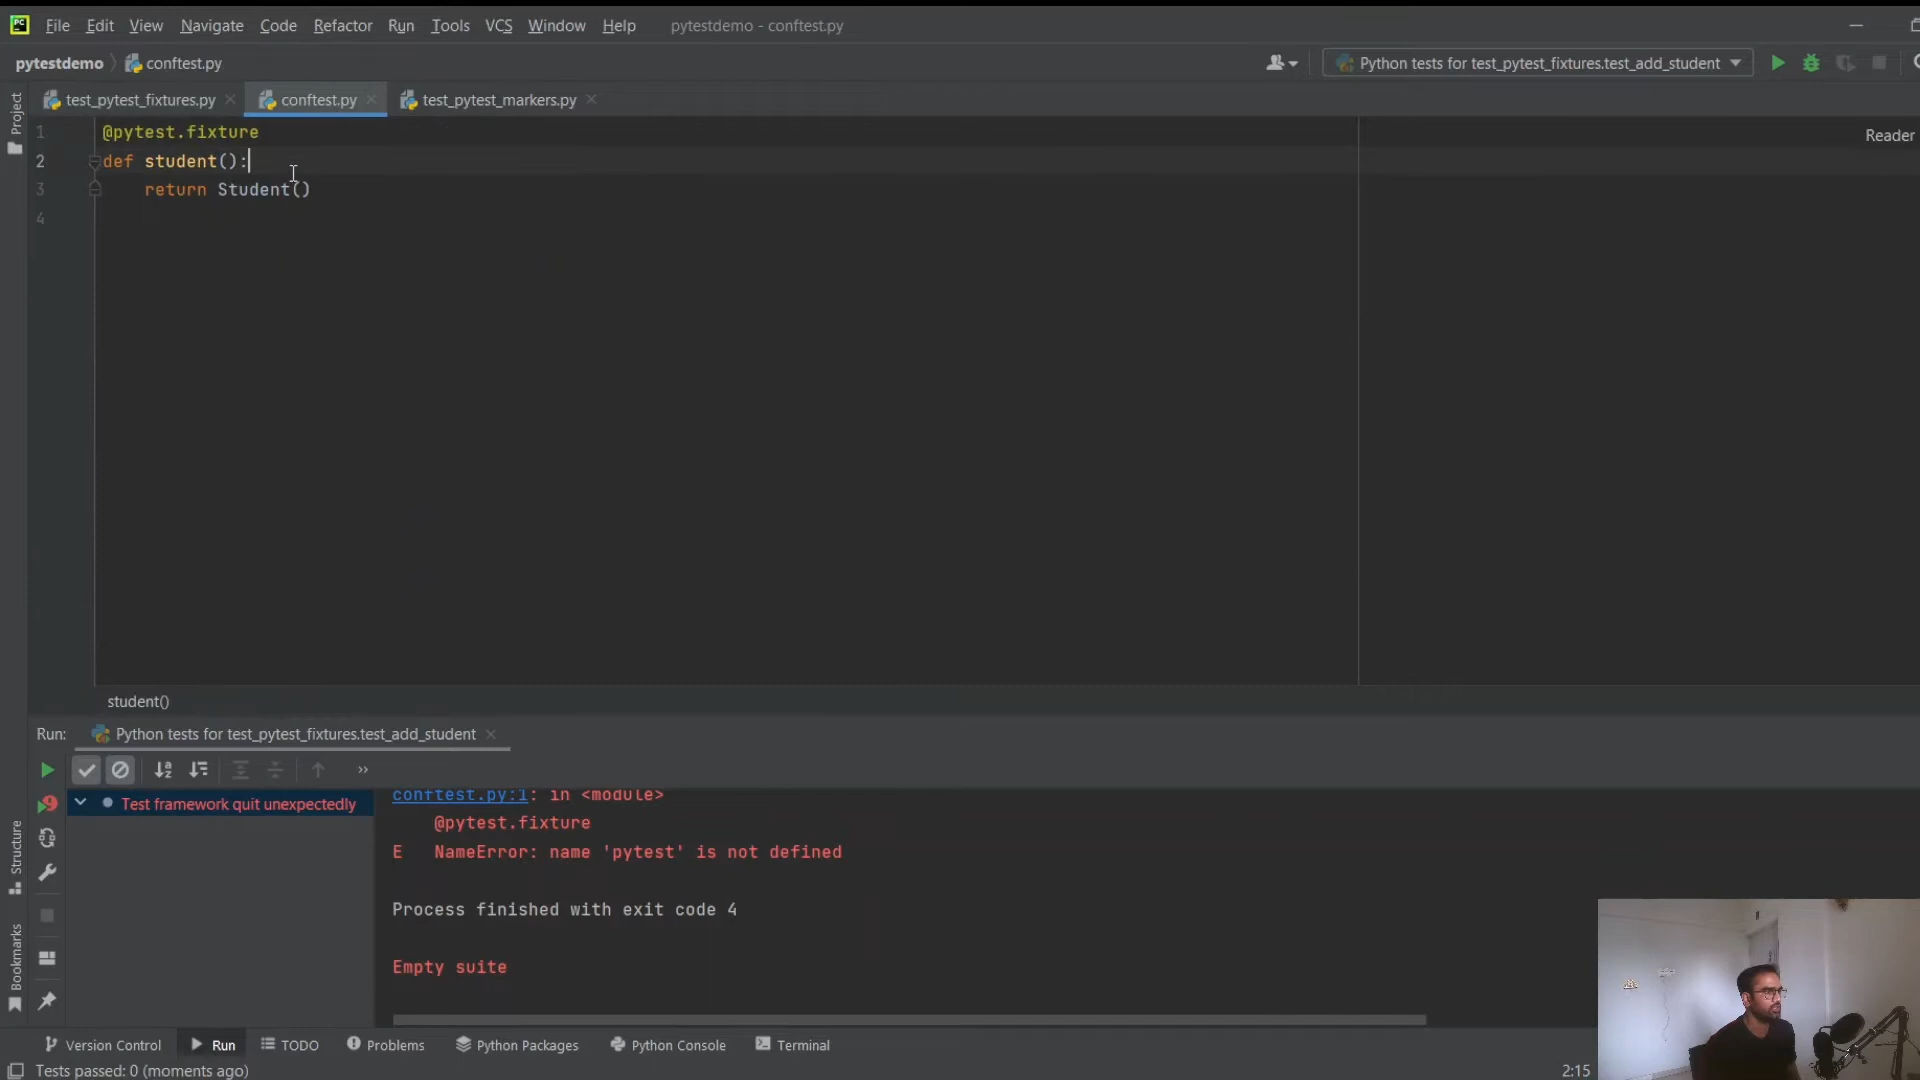 PC File Edit View Navigate Code Refactor Run Tools VCS Window Help pytestdemo - conftest.py
pytestdemo conftest.py Python tests for test_pytest_fixtures.test_add_student
test_pytest_fixtures.py conftest.py test_pytest_markers.py
Project
1 @pytest.fixture
Reader
2 def student():
3 return Student()
4
student()
Run: Python tests for test_pytest_fixtures.test_add_student
Test framework quit unexpectedly
conftest.py:1: in <module>
@pytest.fixture
E NameError: name 'pytest' is not defined
Process finished with exit code 4
Empty suite
Structure
Bookmarks
Version Control Run TODO Problems Python Packages Python Console Terminal
Tests passed: 0 (moments ago) 2:15